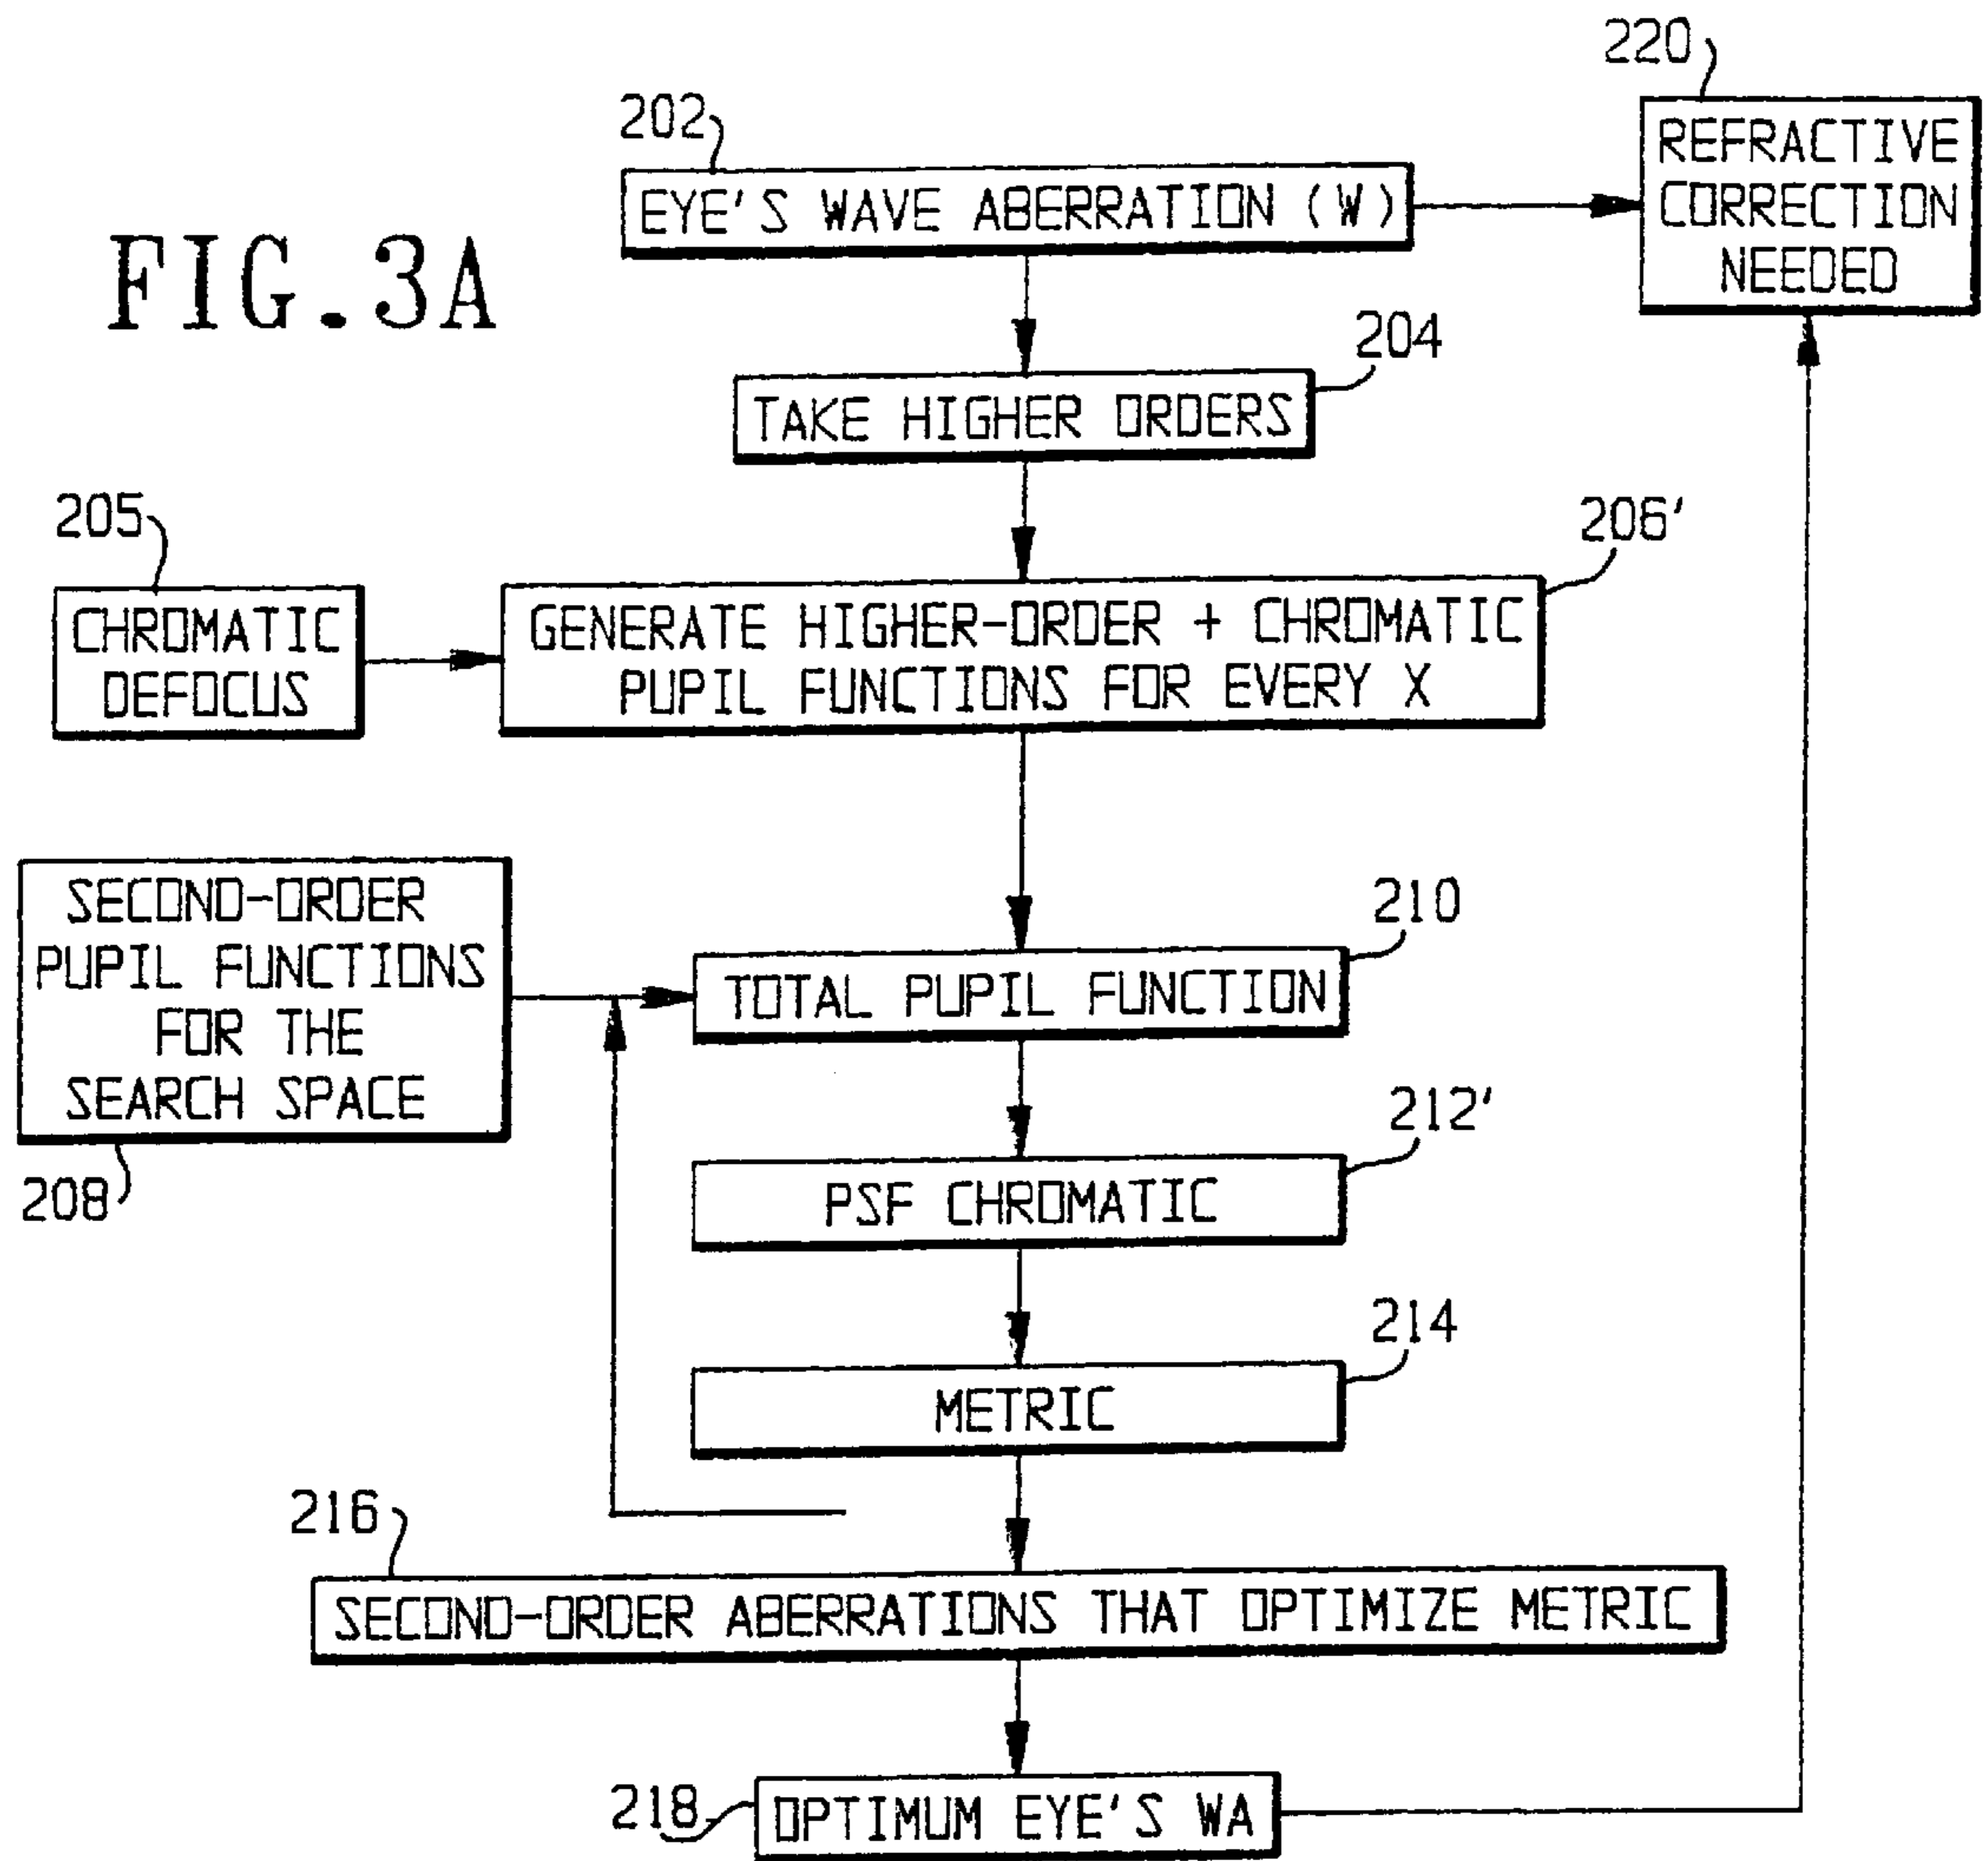 FIG.3A
220
REFRACTIVE
CORRECTION
NEEDED
202
EYE'S WAVE ABERRATION (W)
204
TAKE HIGHER ORDERS
205
CHROMATIC
DEFOCUS
206'
GENERATE HIGHER-ORDER + CHROMATIC
PUPIL FUNCTIONS FOR EVERY X
SECOND-ORDER
PUPIL FUNCTIONS
FOR THE
SEARCH SPACE
208
210
TOTAL PUPIL FUNCTION
212'
PSF CHROMATIC
214
METRIC
216
SECOND-ORDER ABERRATIONS THAT OPTIMIZE METRIC
218
OPTIMUM EYE'S WA